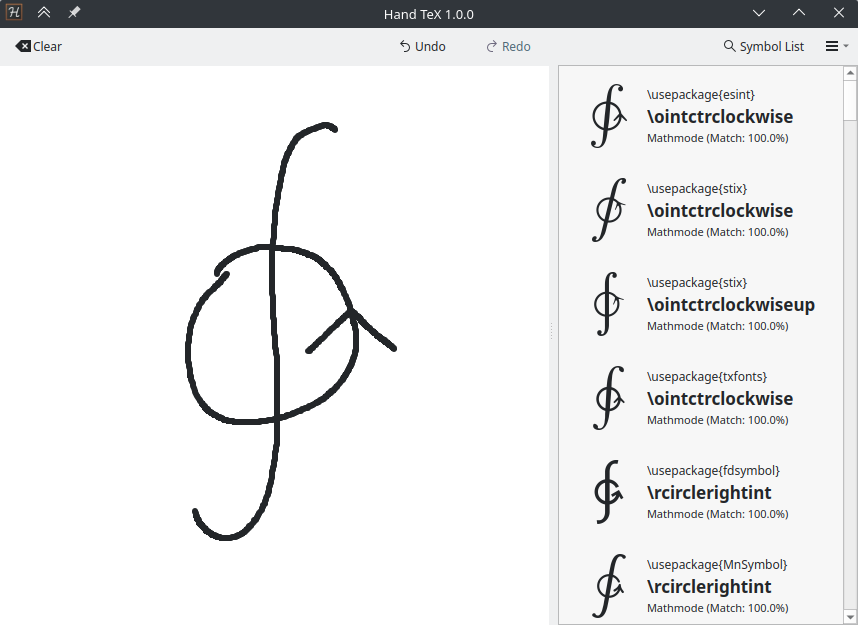 Hand TeX 1.0.0
Clear Undo Redo Symbol List
\usepackage{esint}
\ointctrclockwise
Mathmode (Match: 100.0%)
\usepackage{stix}
\ointctrclockwise
Mathmode (Match: 100.0%)
\usepackage{stix}
\ointctrclockwiseup
Mathmode (Match: 100.0%)
\usepackage{txfonts}
\ointctrclockwise
Mathmode (Match: 100.0%)
\usepackage{fdsymbol}
\rcirclerightint
Mathmode (Match: 100.0%)
\usepackage{MnSymbol}
\rcirclerightint
Mathmode (Match: 100.0%)